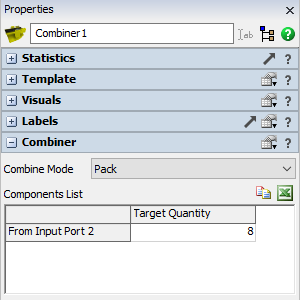 Properties
Combiner1
Statistics
Template
Visuals
Labels
Combiner
Combine Mode Pack
Components List
Target Quantity
From Input Port 2 8